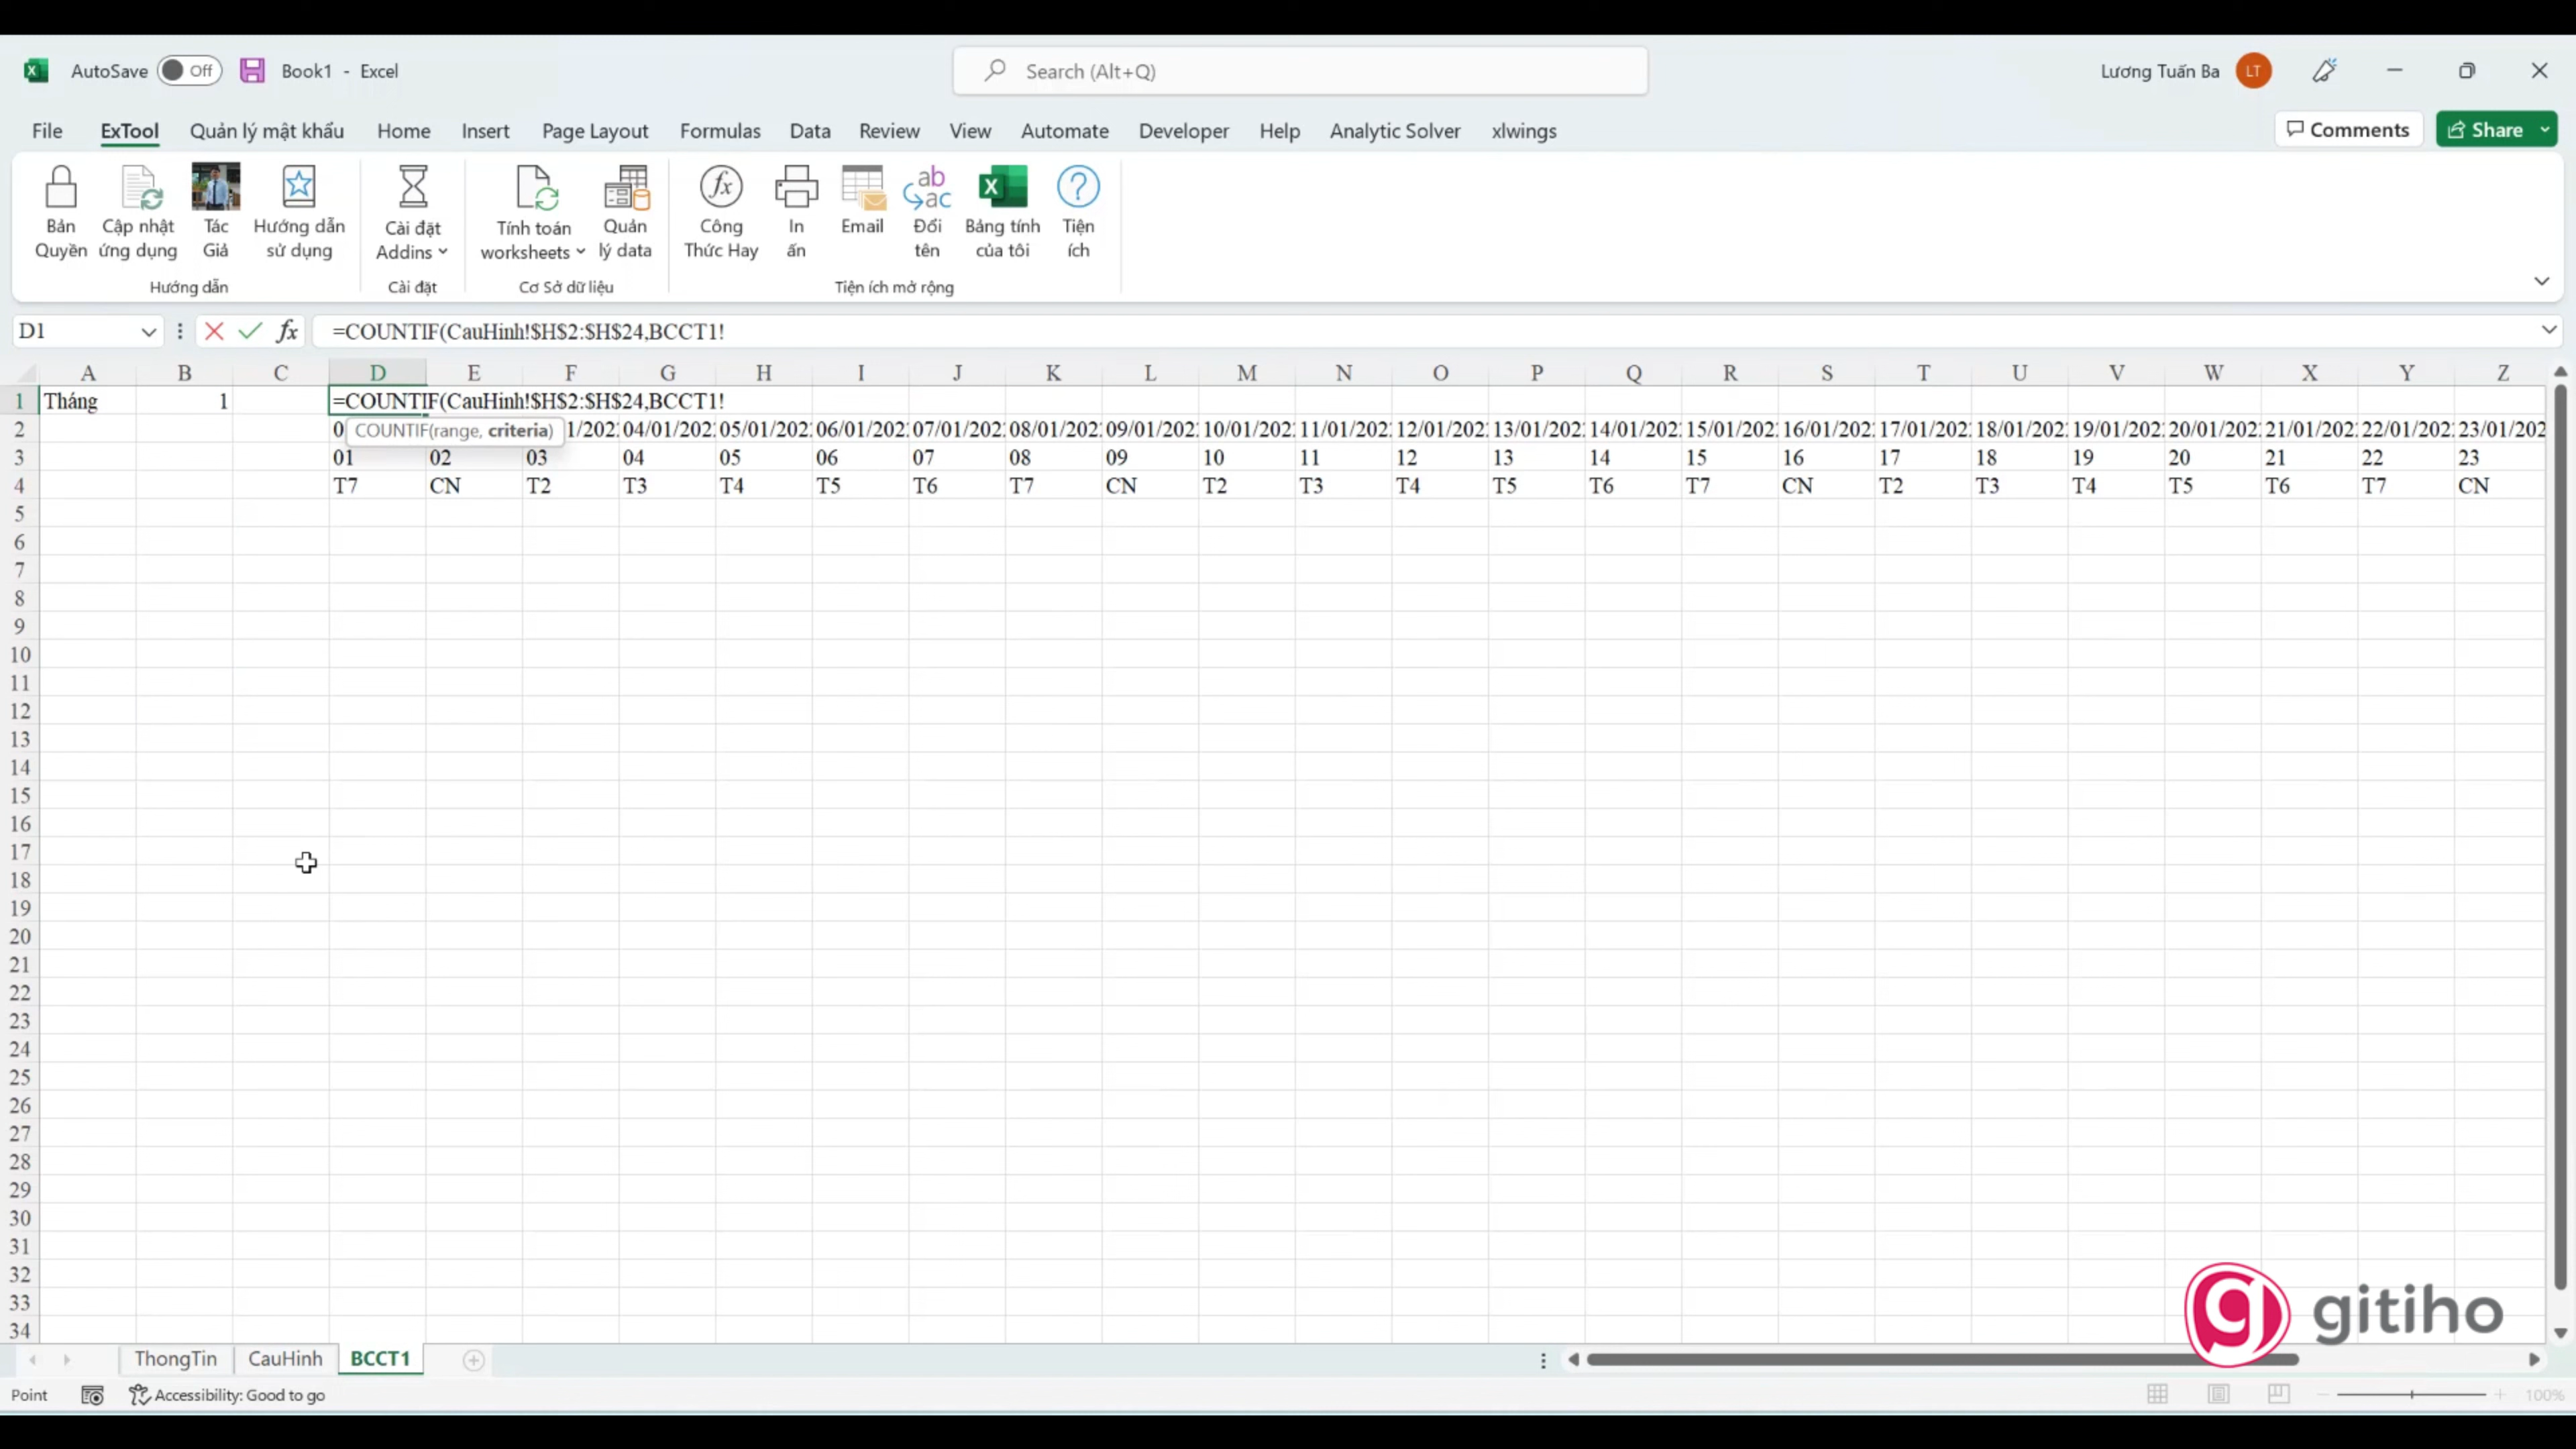 AutoSave Off Book1 - Excel Search (Alt+Q) Lương Tuấn Ba LT
File ExTool Quản lý mật khẩu Home Insert Page Layout Formulas Data Review View Automate Developer Help Analytic Solver xlwings Comments Share
Bản Quyền
Cập nhật ứng dụng
Tác Giả
Hướng dẫn sử dụng
Hướng dẫn
Cài đặt Addins
Cài đặt
Tính toán worksheets
Quản lý data
Cơ Sở dữ liệu
Công Thức Hay
In ấn
Email
Đổi tên
Bảng tính của tôi
Tiện ích
Tiện ích mở rộng
D1 fx =COUNTIF(CauHinh!$H$2:$H$24,BCCT1!
A B C D E F G H I J K L M N O P Q R S T U V W X Y Z
1 Tháng 1 =COUNTIF(CauHinh!$H$2:$H$24,BCCT1!
COUNTIF(range, criteria)
2 0 1/202 04/01/202 05/01/202 06/01/202 07/01/202 08/01/202 09/01/202 10/01/202 11/01/202 12/01/202 13/01/202 14/01/202 15/01/202 16/01/202 17/01/202 18/01/202 19/01/202 20/01/202 21/01/202 22/01/202 23/01/202
3 01 02 03 04 05 06 07 08 09 10 11 12 13 14 15 16 17 18 19 20 21 22 23
4 T7 CN T2 T3 T4 T5 T6 T7 CN T2 T3 T4 T5 T6 T7 CN T2 T3 T4 T5 T6 T7 CN
5
6
7
8
9
10
11
12
13
14
15
16
17
18
19
20
21
22
23
24
25
26
27
28
29
30
31
32
33
34
gitiho
ThongTin CauHinh BCCT1
Point Accessibility: Good to go 100%